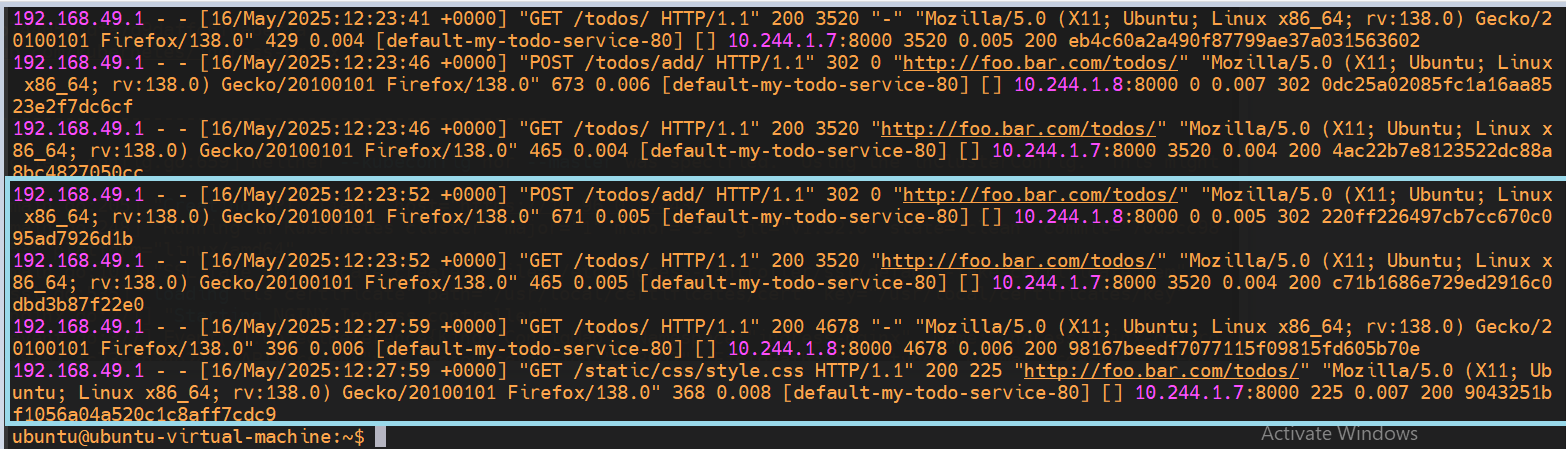 192.168.49.1 - - [16/May/2025:12:23:41 +0000] "GET /todos/ HTTP/1.1" 200 3520 "-" "Mozilla/5.0 (X11; Ubuntu; Linux x86_64; rv:138.0) Gecko/2
0100101 Firefox/138.0" 429 0.004 [default-my-todo-service-80] [] 10.244.1.7:8000 3520 0.005 200 eb4c60a2a490f87799ae37a031563602
192.168.49.1 - - [16/May/2025:12:23:46 +0000] "POST /todos/add/ HTTP/1.1" 302 0 "http://foo.bar.com/todos/" "Mozilla/5.0 (X11; Ubuntu; Linux
 x86_64; rv:138.0) Gecko/20100101 Firefox/138.0" 673 0.006 [default-my-todo-service-80] [] 10.244.1.8:8000 0 0.007 302 0dc25a02085fc1a16aa85
23e2f7dc6cf
192.168.49.1 - - [16/May/2025:12:23:46 +0000] "GET /todos/ HTTP/1.1" 200 3520 "http://foo.bar.com/todos/" "Mozilla/5.0 (X11; Ubuntu; Linux x
86_64; rv:138.0) Gecko/20100101 Firefox/138.0" 465 0.004 [default-my-todo-service-80] [] 10.244.1.7:8000 3520 0.004 200 4ac22b7e8123522dc88a
8bc4827050cc
192.168.49.1 - - [16/May/2025:12:23:52 +0000] "POST /todos/add/ HTTP/1.1" 302 0 "http://foo.bar.com/todos/" "Mozilla/5.0 (X11; Ubuntu; Linux
 x86_64; rv:138.0) Gecko/20100101 Firefox/138.0" 671 0.005 [default-my-todo-service-80] [] 10.244.1.8:8000 0 0.005 302 220ff226497cb7cc670c0
95ad7926d1b
192.168.49.1 - - [16/May/2025:12:23:52 +0000] "GET /todos/ HTTP/1.1" 200 3520 "http://foo.bar.com/todos/" "Mozilla/5.0 (X11; Ubuntu; Linux x
86_64; rv:138.0) Gecko/20100101 Firefox/138.0" 465 0.005 [default-my-todo-service-80] [] 10.244.1.7:8000 3520 0.004 200 c71b1686e729ed2916c0
dbd3b87f22e0
192.168.49.1 - - [16/May/2025:12:27:59 +0000] "GET /todos/ HTTP/1.1" 200 4678 "-" "Mozilla/5.0 (X11; Ubuntu; Linux x86_64; rv:138.0) Gecko/2
0100101 Firefox/138.0" 396 0.006 [default-my-todo-service-80] [] 10.244.1.8:8000 4678 0.006 200 98167beedf7077115f09815fd605b70e
192.168.49.1 - - [16/May/2025:12:27:59 +0000] "GET /static/css/style.css HTTP/1.1" 200 225 "http://foo.bar.com/todos/" "Mozilla/5.0 (X11; Ub
untu; Linux x86_64; rv:138.0) Gecko/20100101 Firefox/138.0" 368 0.008 [default-my-todo-service-80] [] 10.244.1.7:8000 225 0.007 200 9043251b
f1056a04a520c1c8aff7cdc9
ubuntu@ubuntu-virtual-machine:~$
Activate Windows